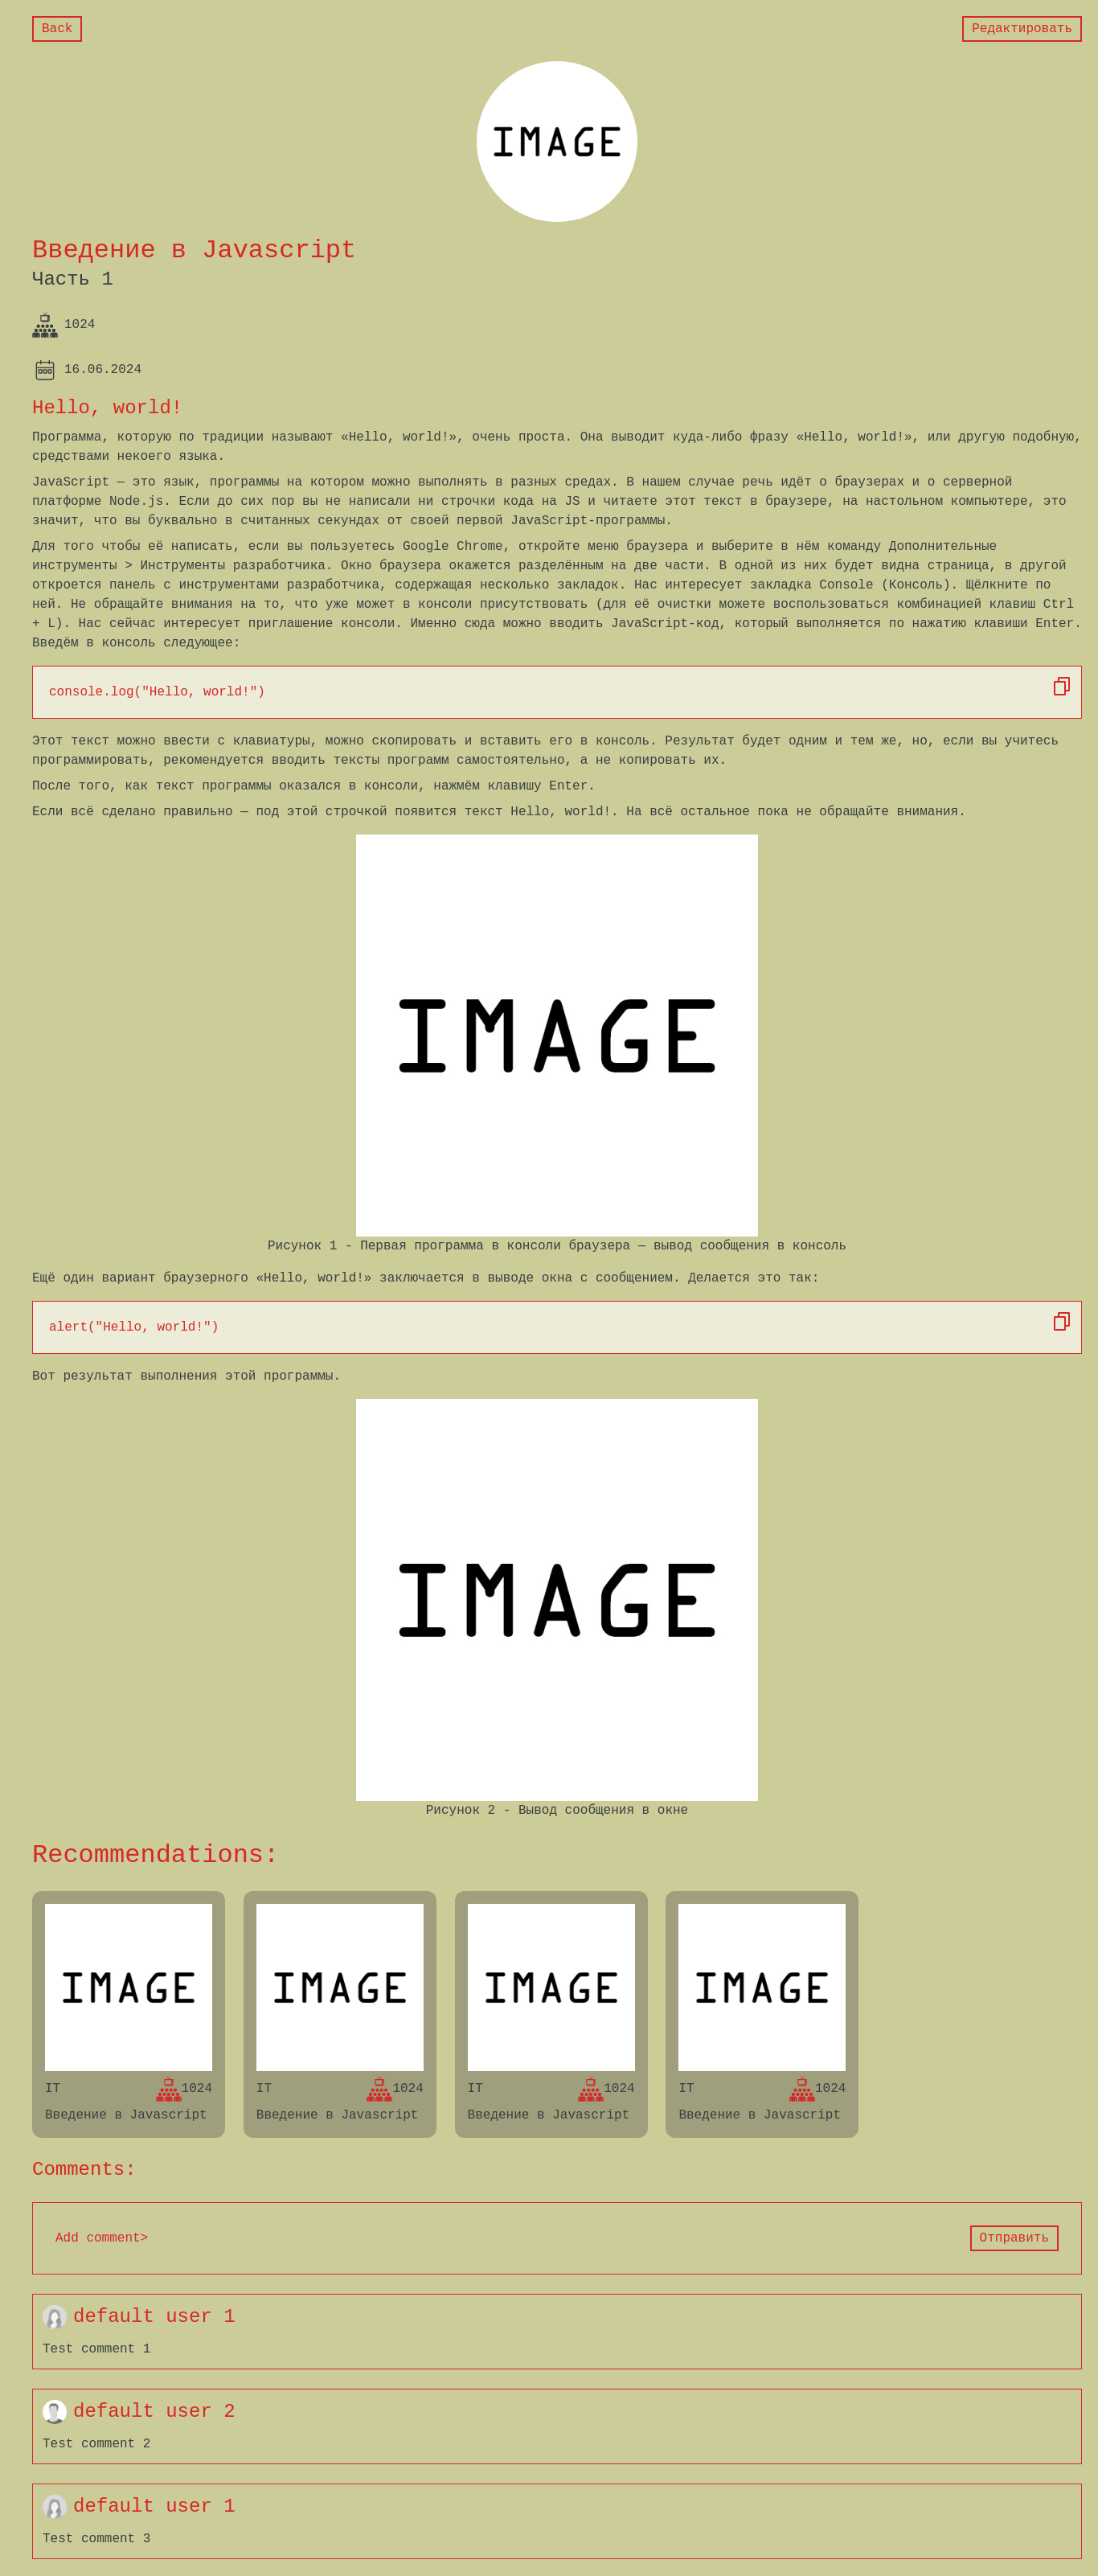 Back
Редактировать
IMAGE
Введение в Javascript
Часть 1
1024
16.06.2024
Hello, world!
Программа, которую по традиции называют «Hello, world!», очень проста. Она выводит куда-либо фразу «Hello, world!», или другую подобную,
средствами некоего языка.
JavaScript — это язык, программы на котором можно выполнять в разных средах. В нашем случае речь идёт о браузерах и о серверной
платформе Node.js. Если до сих пор вы не написали ни строчки кода на JS и читаете этот текст в браузере, на настольном компьютере, это
значит, что вы буквально в считанных секундах от своей первой JavaScript-программы.
Для того чтобы её написать, если вы пользуетесь Google Chrome, откройте меню браузера и выберите в нём команду Дополнительные
инструменты > Инструменты разработчика. Окно браузера окажется разделённым на две части. В одной из них будет видна страница, в другой
откроется панель с инструментами разработчика, содержащая несколько закладок. Нас интересует закладка Console (Консоль). Щёлкните по
ней. Не обращайте внимания на то, что уже может в консоли присутствовать (для её очистки можете воспользоваться комбинацией клавиш Ctrl
+ L). Нас сейчас интересует приглашение консоли. Именно сюда можно вводить JavaScript-код, который выполняется по нажатию клавиши Enter.
Введём в консоль следующее:
console.log("Hello, world!")
Этот текст можно ввести с клавиатуры, можно скопировать и вставить его в консоль. Результат будет одним и тем же, но, если вы учитесь
программировать, рекомендуется вводить тексты программ самостоятельно, а не копировать их.
После того, как текст программы оказался в консоли, нажмём клавишу Enter.
Если всё сделано правильно — под этой строчкой появится текст Hello, world!. На всё остальное пока не обращайте внимания.
IMAGE
Рисунок 1 - Первая программа в консоли браузера — вывод сообщения в консоль
Ещё один вариант браузерного «Hello, world!» заключается в выводе окна с сообщением. Делается это так:
alert("Hello, world!")
Вот результат выполнения этой программы.
IMAGE
Рисунок 2 - Вывод сообщения в окне
Recommendations:
IMAGE
IT 1024
Введение в Javascript
IMAGE
IT 1024
Введение в Javascript
IMAGE
IT 1024
Введение в Javascript
IMAGE
IT 1024
Введение в Javascript
Comments:
Add comment>
Отправить
default user 1
Test comment 1
default user 2
Test comment 2
default user 1
Test comment 3